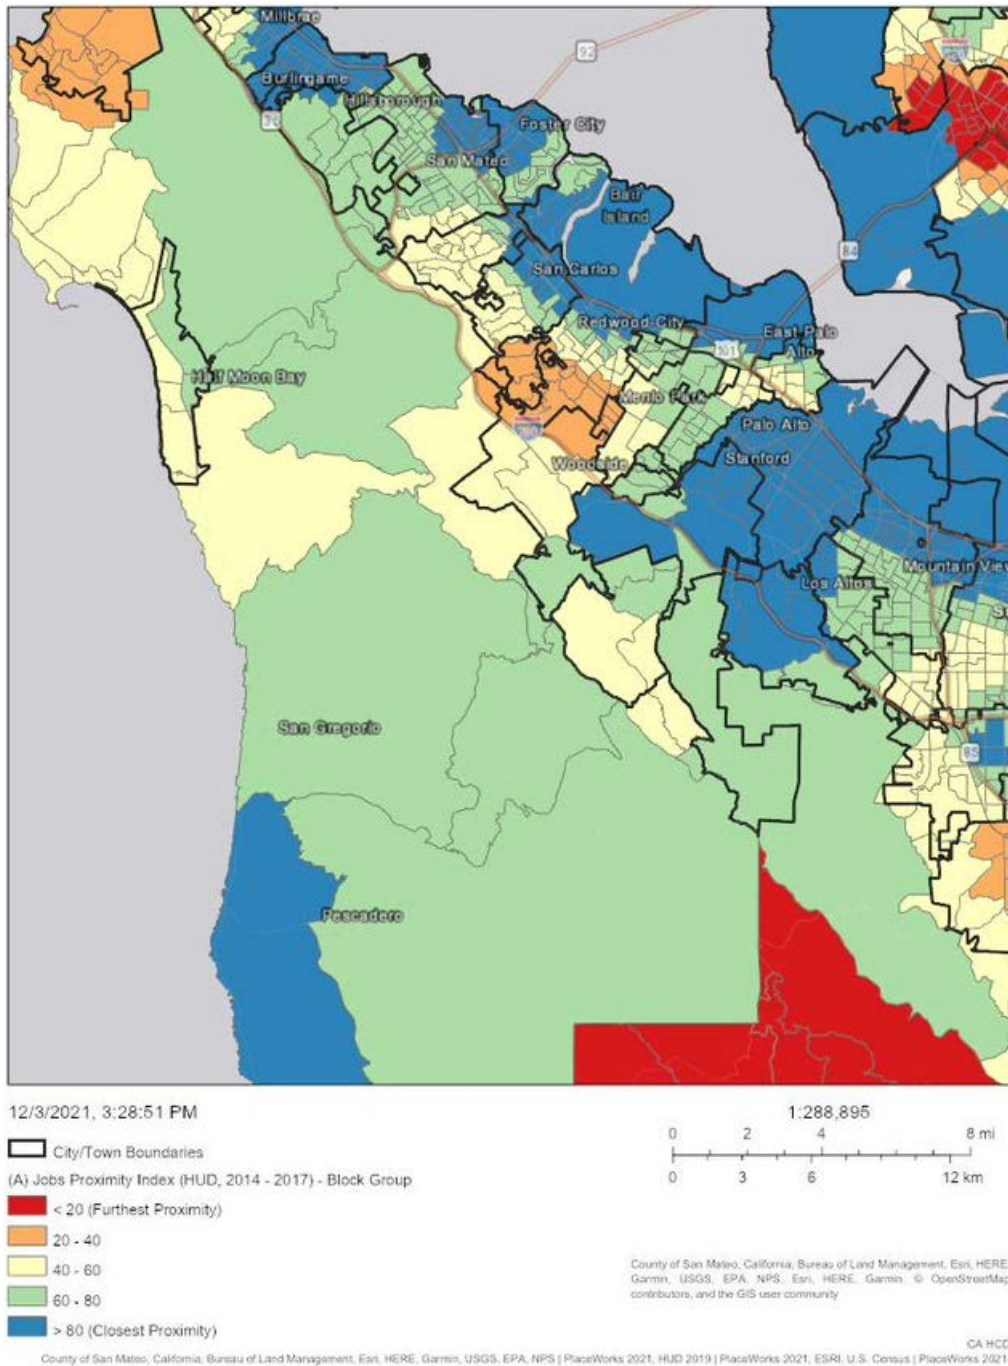 Millbrae
92
Burlingame
Hillsborough
Foster City
San Mateo
Bair
Island
84
San Carlos
Redwood City
East Palo
Alto
101
Half Moon Bay
Menlo Park
Palo Alto
Woodside
Stanford
Mountain View
Los Altos
San Gregorio
85
Pescadero
12/3/2021, 3:28:51 PM
1:288,895
0 2 4 8 mi
City/Town Boundaries
0 3 6 12 km
(A) Jobs Proximity Index (HUD, 2014 - 2017) - Block Group
< 20 (Furthest Proximity)
20 - 40
40 - 60
60 - 80
> 80 (Closest Proximity)
County of San Mateo, California, Bureau of Land Management, Esri, HERE,
Garmin, USGS, EPA, NPS, Esri, HERE, Garmin, © OpenStreetMap
contributors, and the GIS user community
CA HCD
County of San Mateo, California, Bureau of Land Management, Esri, HERE, Garmin, USGS, EPA, NPS | PlaceWorks 2021, HUD 2019 | PlaceWorks 2021, ESRI, U.S. Census | PlaceWorks